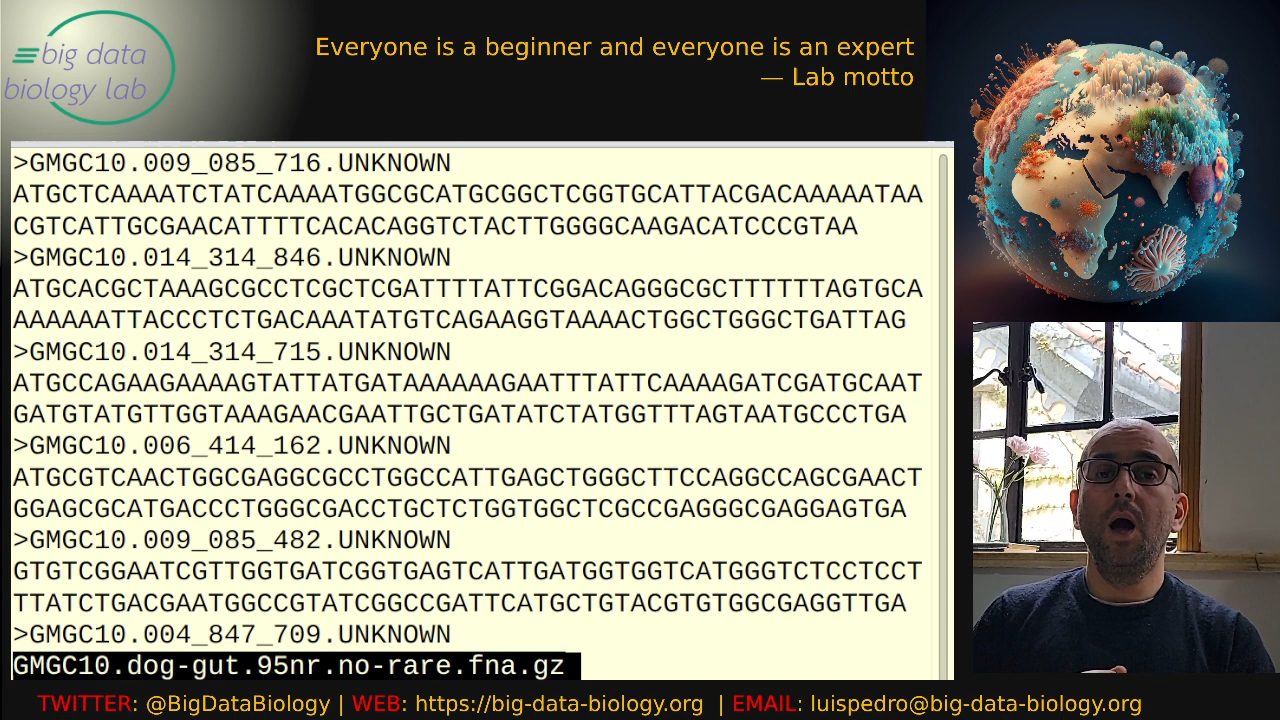 big data
biology lab
Everyone is a beginner and everyone is an expert
— Lab motto
>GMGC10.009_085_716.UNKNOWN
ATGCTCAAAATCTATCAAAATGGCGCATGCGGCTCGGTGCATTACGACAAAAATAA
CGTCATTGCGAACATTTTCACACAGGTCTACTTGGGGCAAGACATCCCGTAA
>GMGC10.014_314_846.UNKNOWN
ATGCACGCTAAAGCGCCTCGCTCGATTTTATTCGGACAGGGCGCTTTTTTAGTGCA
AAAAAATTACCCTCTGACAAATATGTCAGAAGGTAAAACTGGCTGGGCTGATTAG
>GMGC10.014_314_715.UNKNOWN
ATGCCAGAAGAAAAGTATTATGATAAAAAAGAATTTATTCAAAAGATCGATGCAAT
GATGTATGTTGGTAAAGAACGAATTGCTGATATCTATGGTTTAGTAATGCCCTGA
>GMGC10.006_414_162.UNKNOWN
ATGCGTCAACTGGCGAGGCGCCTGGCCATTGAGCTGGGCTTCCAGGCCAGCGAACT
GGAGCGCATGACCCTGGGCGACCTGCTCTGGTGGCTCGCCGAGGGCGAGGAGTGA
>GMGC10.009_085_482.UNKNOWN
GTGTCGGAATCGTTGGTGATCGGTGAGTCATTGATGGTGGTCATGGGTCTCCTCCT
TTATCTGACGAATGGCCGTATCGGCCGATTCATGCTGTACGTGTGGCGAGGTTGA
>GMGC10.004_847_709.UNKNOWN
GMGC10.dog-gut.95nr.no-rare.fna.gz
TWITTER: @BigDataBiology | WEB: https://big-data-biology.org | EMAIL: luispedro@big-data-biology.org